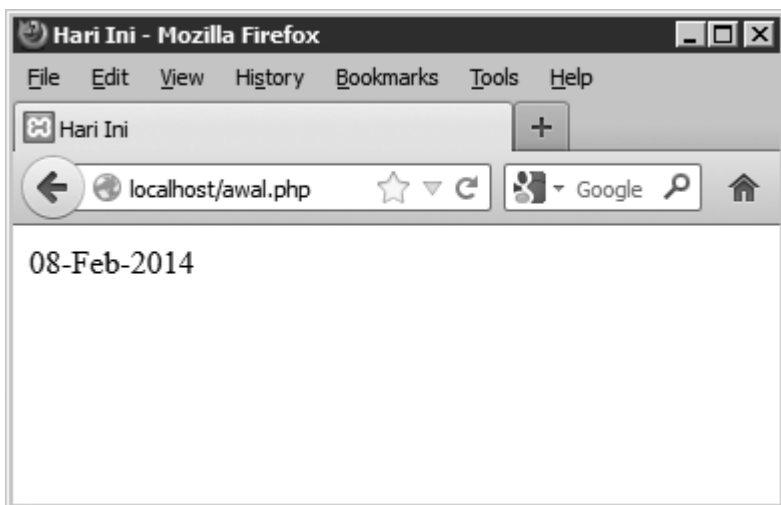 Hari Ini - Mozilla Firefox
File Edit View History Bookmarks Tools Help
Hari Ini
localhost/awal.php Google
08-Feb-2014